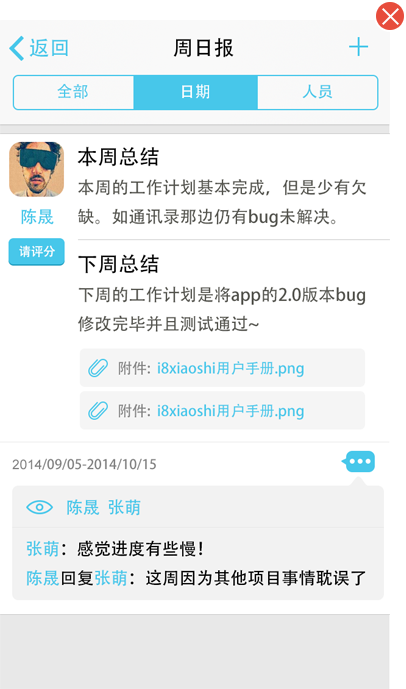 返回
周日报
全部
日期
人员
本周总结
本周的工作计划基本完成，但是少有欠
缺。如通讯录那边仍有bug未解决。
陈晟
请评分
下周总结
下周的工作计划是将app的2.0版本bug
修改完毕并且测试通过~
附件: i8xiaoshi用户手册.png
附件: i8xiaoshi用户手册.png
2014/09/05-2014/10/15
陈晟 张萌
张萌：感觉进度有些慢！
陈晟回复张萌：这周因为其他项目事情耽误了